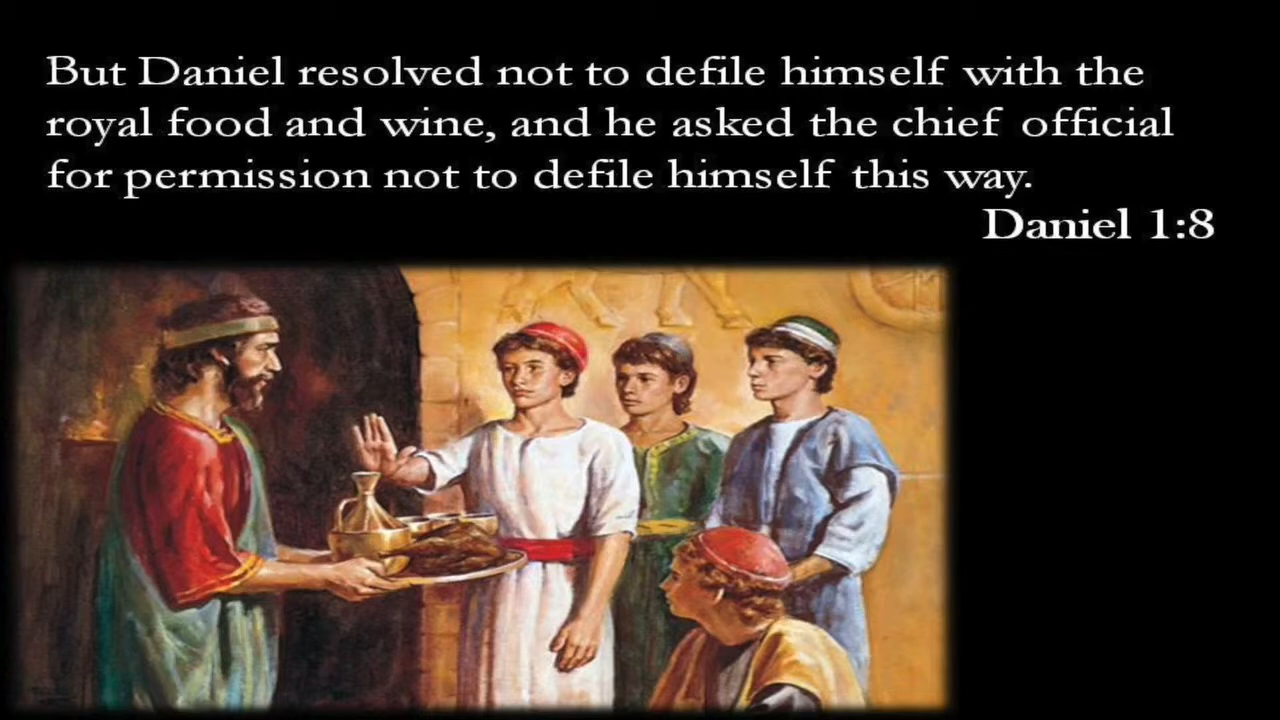 But Daniel resolved not to defile himself with the
royal food and wine, and he asked the chief official
for permission not to defile himself this way.
Daniel 1:8